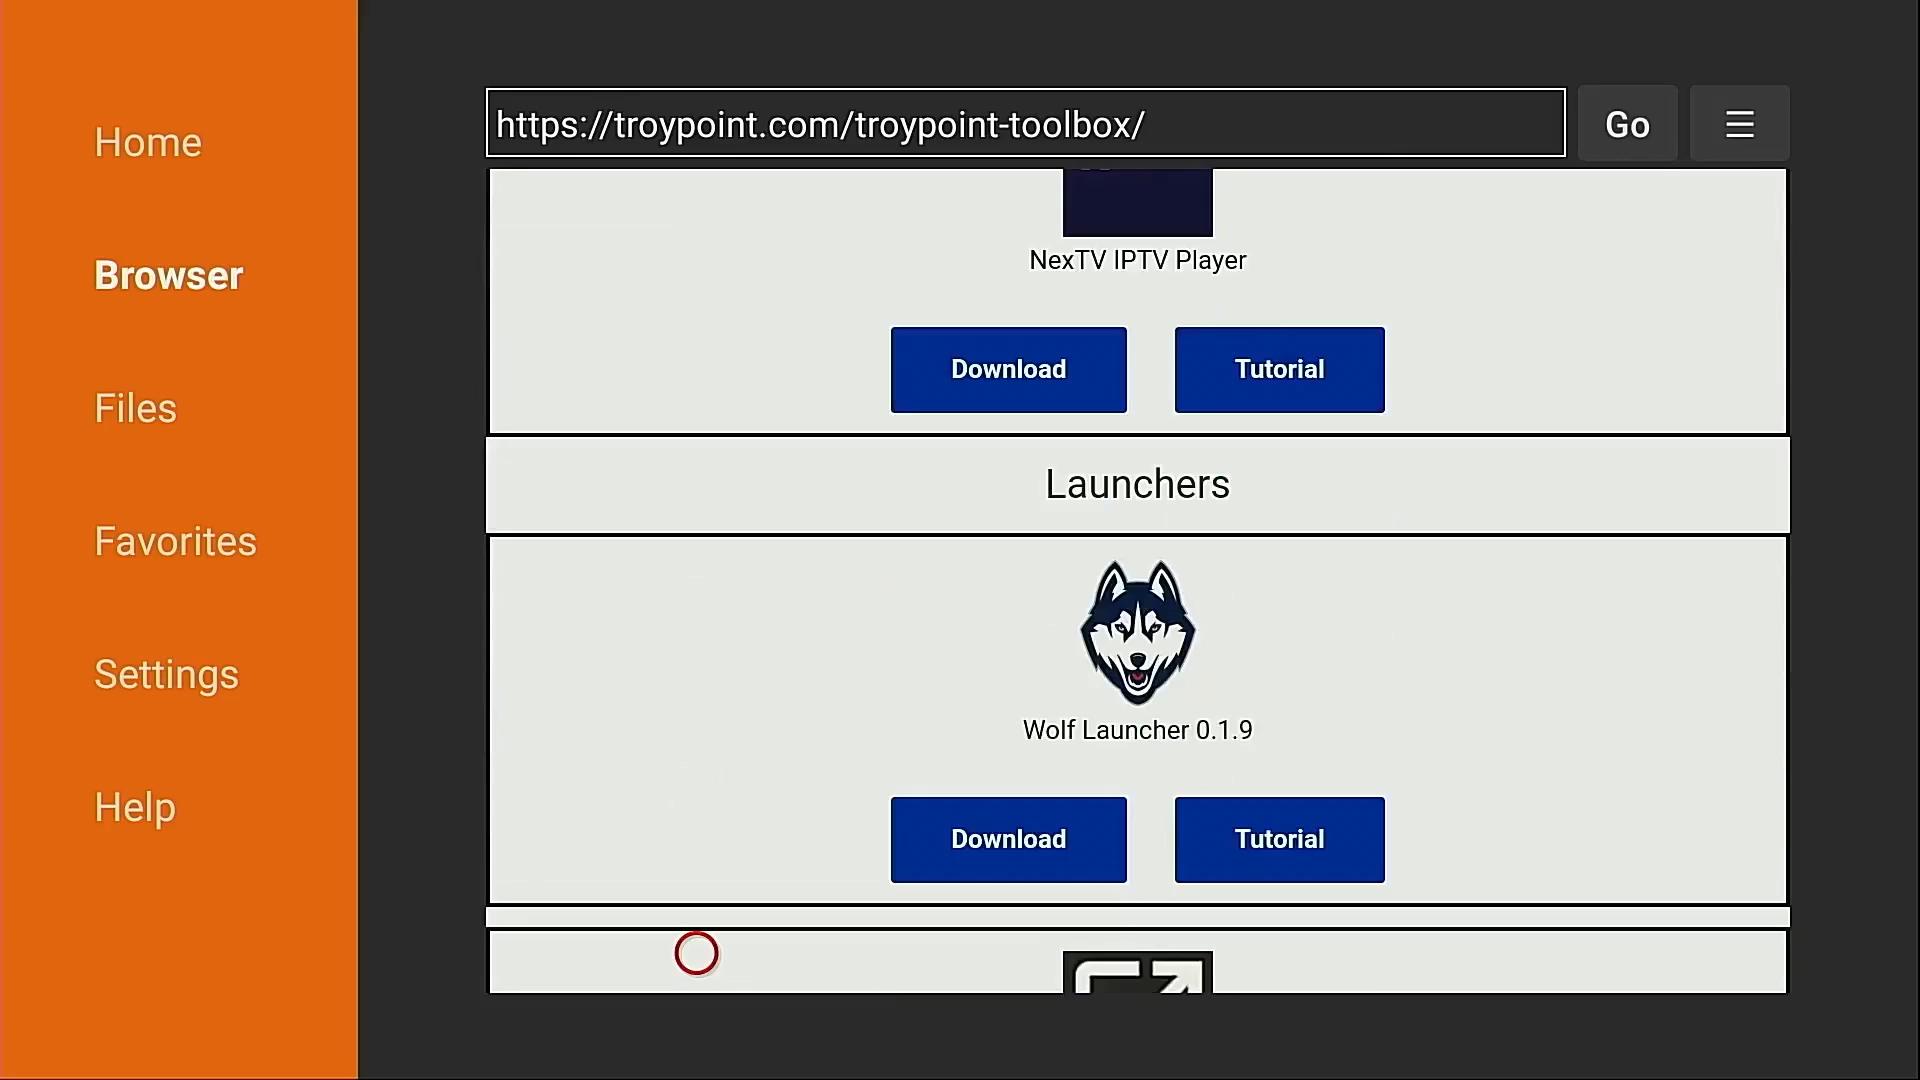 Home
Browser
Files
Favorites
Settings
Help
https://troypoint.com/troypoint-toolbox/
Go
☰
NexTV IPTV Player
Download
Tutorial
Launchers
Wolf Launcher 0.1.9
Download
Tutorial